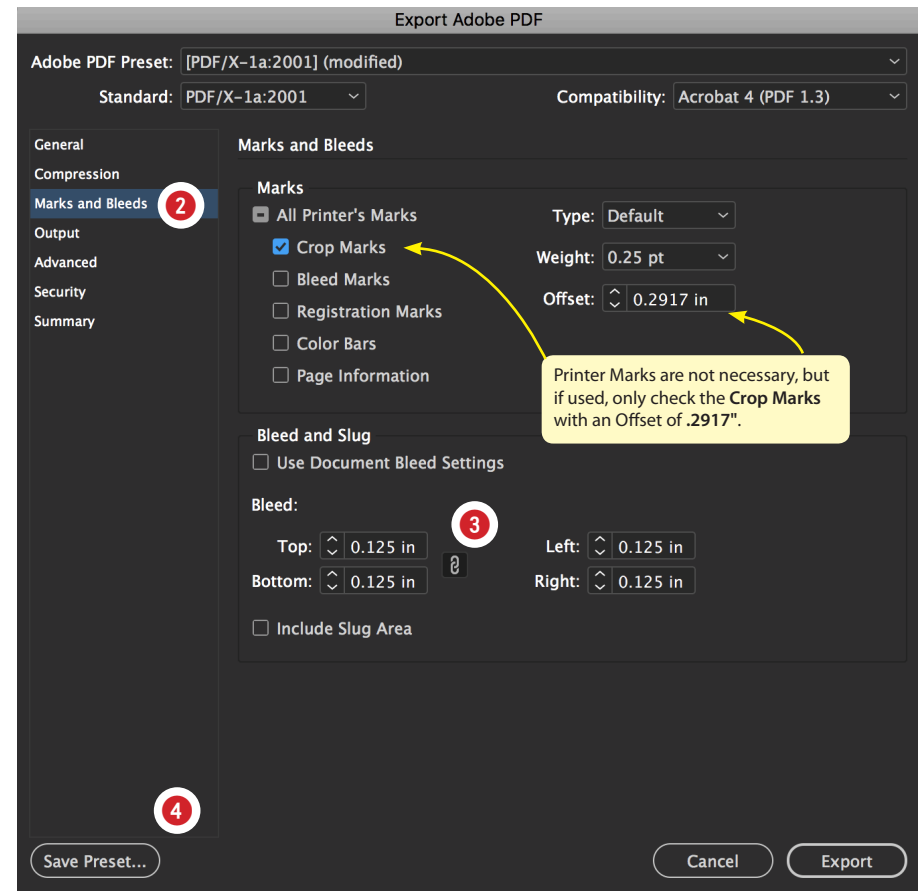 Export Adobe PDF
Adobe PDF Preset: [PDF/X-1a:2001] (modified)
Standard: PDF/X-1a:2001 Compatibility: Acrobat 4 (PDF 1.3)
General
Compression
Marks and Bleeds 2
Output
Advanced
Security
Summary
Marks and Bleeds
Marks
All Printer's Marks
Crop Marks
Bleed Marks
Registration Marks
Color Bars
Page Information
Type: Default
Weight: 0.25 pt
Offset: 0.2917 in
Printer Marks are not necessary, but
if used, only check the Crop Marks
with an Offset of .2917".
Bleed and Slug
Use Document Bleed Settings
Bleed:
3
Top: 0.125 in Left: 0.125 in
Bottom: 0.125 in Right: 0.125 in
Include Slug Area
4
Save Preset... Cancel Export